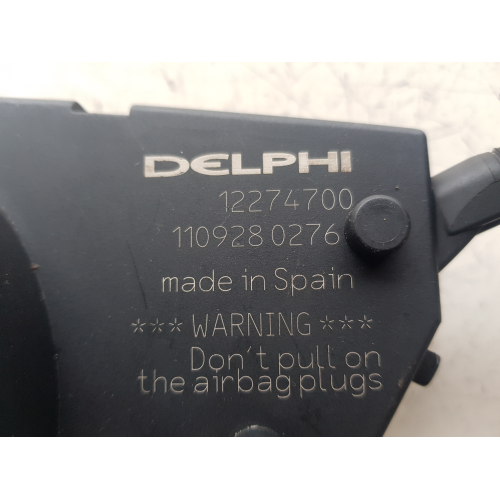 DELPHI
12274700
110928 0276
made in Spain
*** WARNING ***
Don't pull on
the airbag plugs